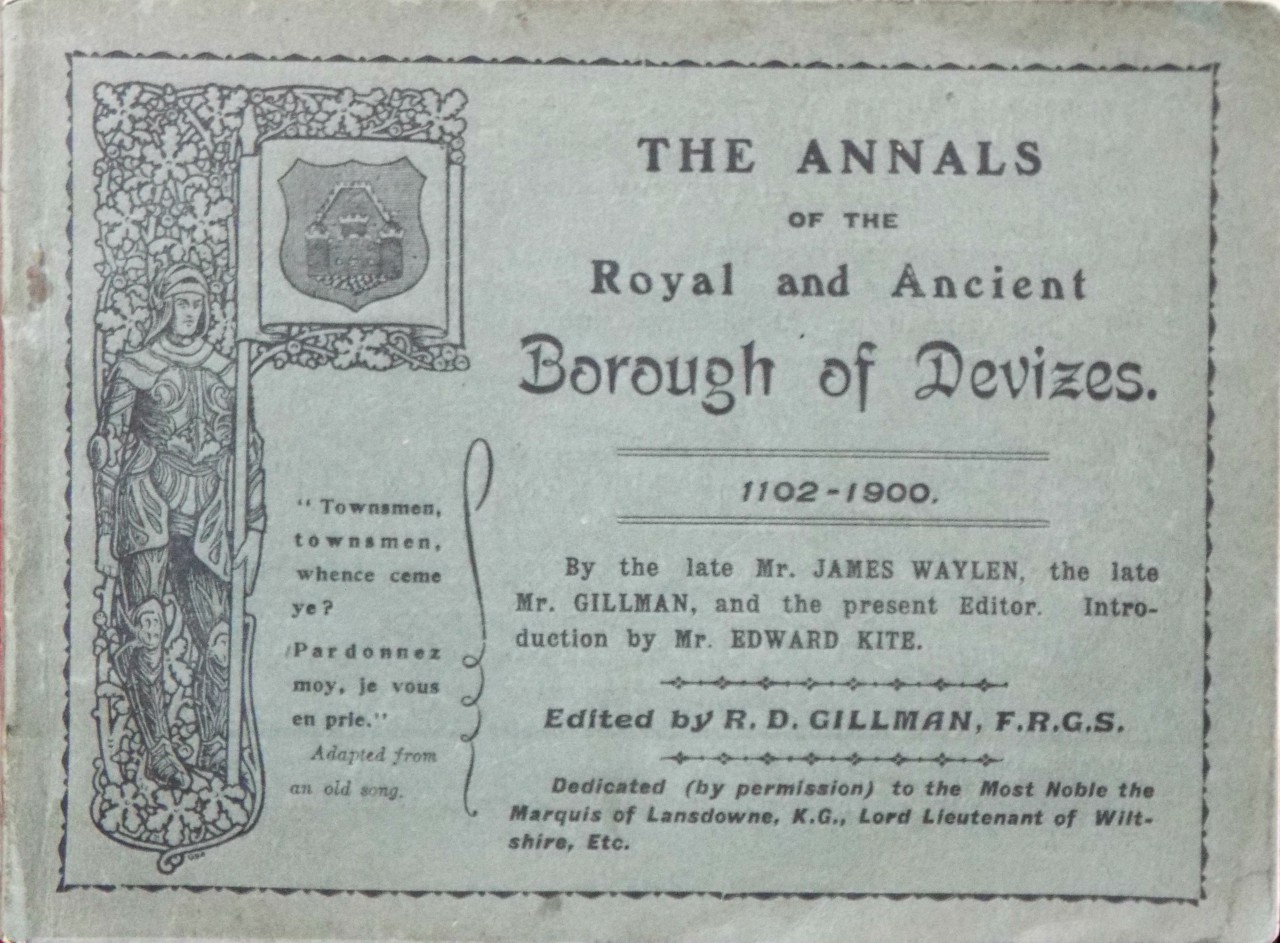 THE ANNALS
OF THE
Royal and Ancient
Borough of Devizes.
1102-1900.
By the late Mr. JAMES WAYLEN, the late
Mr. GILLMAN, and the present Editor. Intro-
duction by Mr. EDWARD KITE.
Edited by R. D. GILLMAN, F.R.G.S.
Dedicated (by permission) to the Most Noble the
Marquis of Lansdowne, K.G., Lord Lieutenant of Wilt-
shire, Etc.
" Townsmen,
townsmen,
whence ceme
ye?
Pardonnez
moy, je vous
en prie."
Adapted from
an old song.